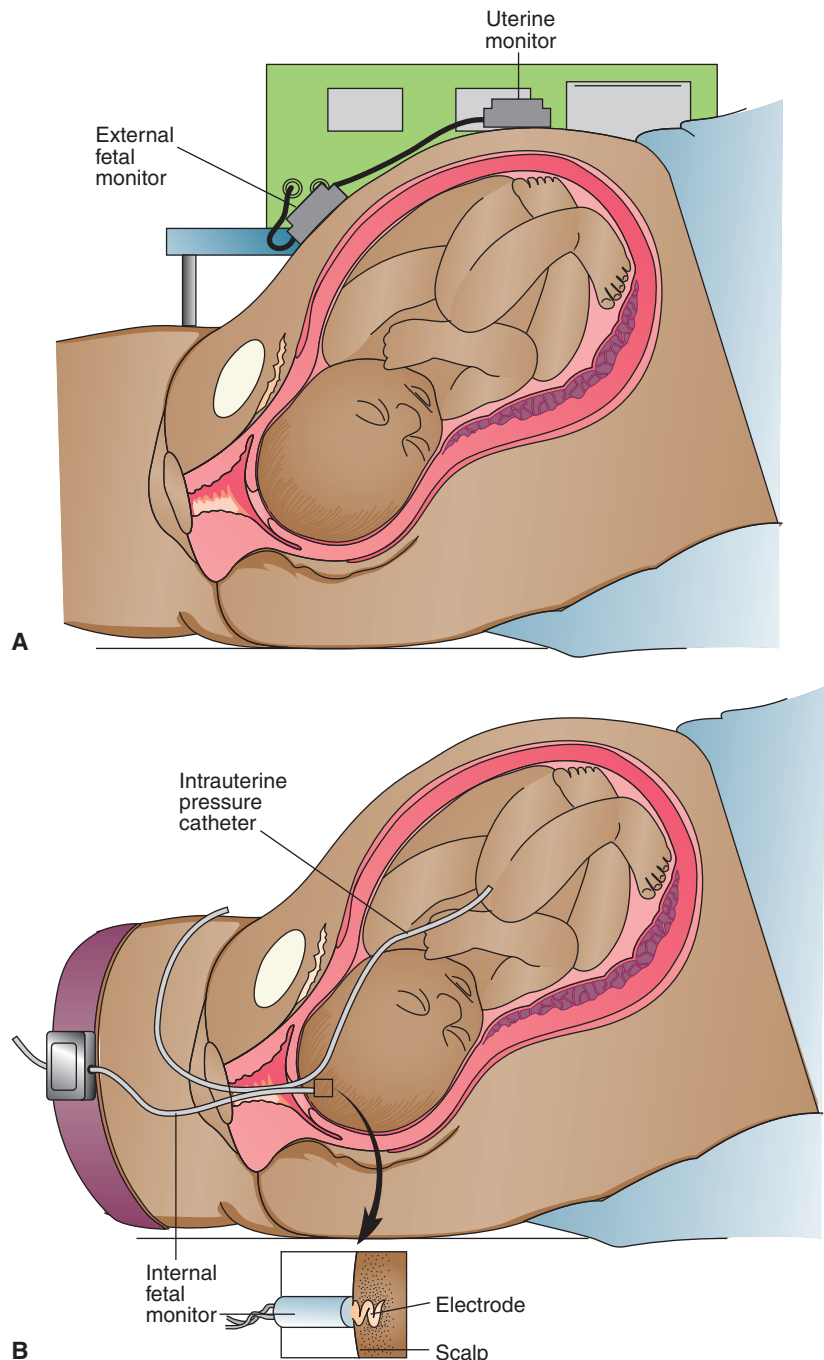 Uterine
monitor
External
fetal
monitor
A
Intrauterine
pressure
catheter
Internal
fetal
monitor
Electrode
Scalp
B